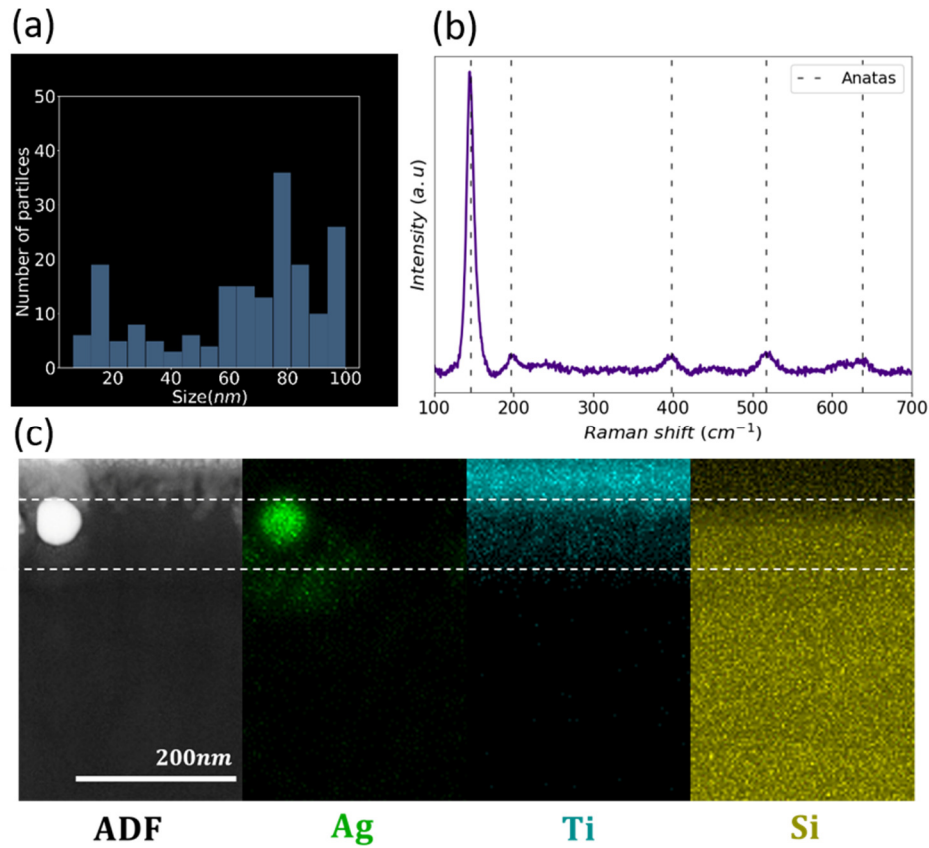 (a)
50
40
30
20
10
0
Number of partilces
20 40 60 80 100
Size(nm)
(b)
Anatas
Intensity (a.u)
100 200 300 400 500 600 700
Raman shift (cm⁻¹)
(c)
200nm
ADF Ag Ti Si